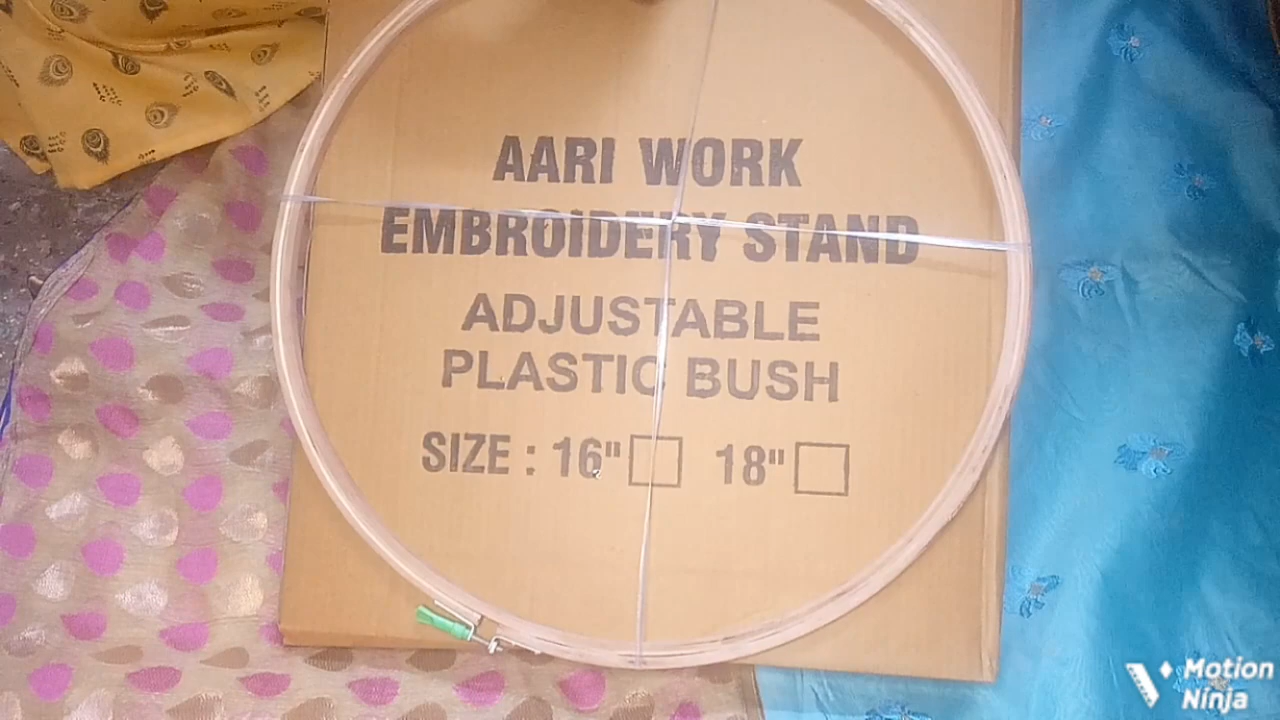 AARI WORK
EMBROIDERY STAND
ADJUSTABLE
PLASTIC BUSH
SIZE : 16" 18"
Motion
Ninja